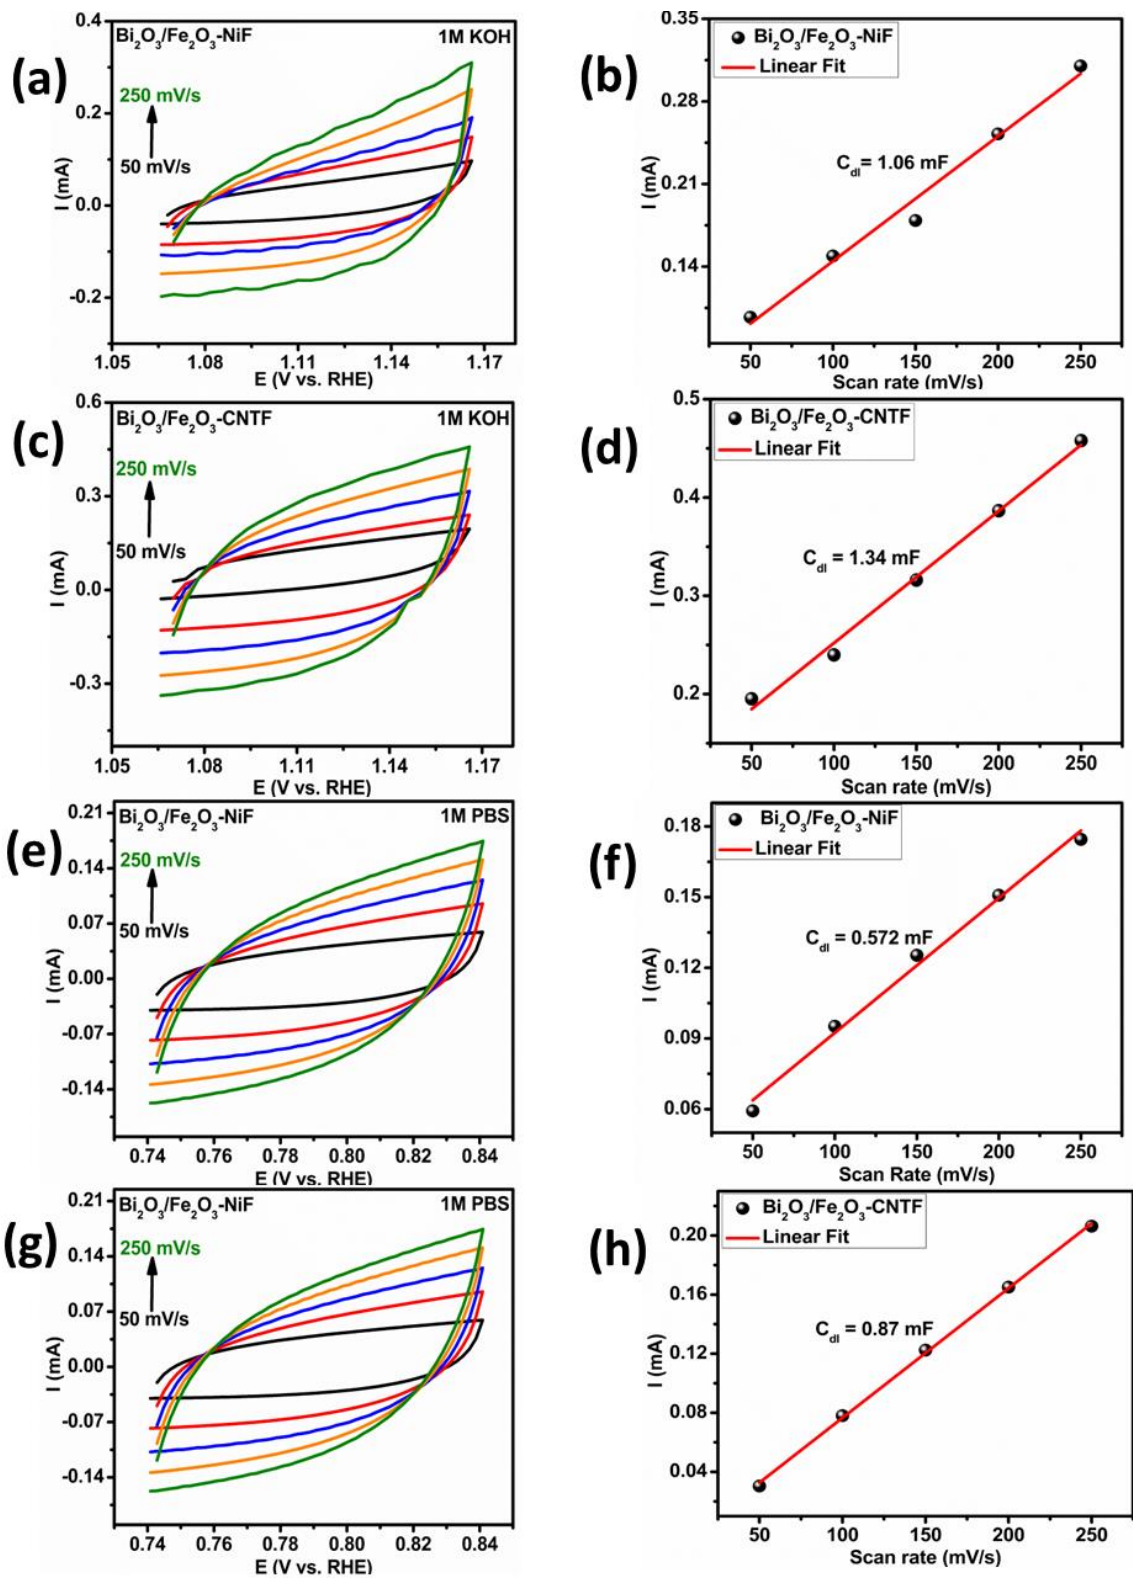 (a)
Bi₂O₃/Fe₂O₃-NiF 1M KOH
250 mV/s
50 mV/s
0.4
0.2
0.0
-0.2
I (mA)
1.05 1.08 1.11 1.14 1.17
E (V vs. RHE)
(b)
Bi₂O₃/Fe₂O₃-NiF
Linear Fit
C_dl = 1.06 mF
0.35
0.28
0.21
0.14
I (mA)
50 100 150 200 250
Scan rate (mV/s)
(c)
Bi₂O₃/Fe₂O₃-CNTF 1M KOH
250 mV/s
50 mV/s
0.6
0.3
0.0
-0.3
I (mA)
1.05 1.08 1.11 1.14 1.17
E (V vs. RHE)
(d)
Bi₂O₃/Fe₂O₃-CNTF
Linear Fit
C_dl = 1.34 mF
0.5
0.4
0.3
0.2
I (mA)
50 100 150 200 250
Scan rate (mV/s)
(e)
Bi₂O₃/Fe₂O₃-NiF 1M PBS
250 mV/s
50 mV/s
0.21
0.14
0.07
0.00
-0.07
-0.14
I (mA)
0.74 0.76 0.78 0.80 0.82 0.84
E (V vs. RHE)
(f)
Bi₂O₃/Fe₂O₃-NiF
Linear Fit
C_dl = 0.572 mF
0.18
0.15
0.12
0.09
0.06
I (mA)
50 100 150 200 250
Scan Rate (mV/s)
(g)
Bi₂O₃/Fe₂O₃-NiF 1M PBS
250 mV/s
50 mV/s
0.21
0.14
0.07
0.00
-0.07
-0.14
I (mA)
0.74 0.76 0.78 0.80 0.82 0.84
E (V vs. RHE)
(h)
Bi₂O₃/Fe₂O₃-CNTF
Linear Fit
C_dl = 0.87 mF
0.20
0.16
0.12
0.08
0.04
I (mA)
50 100 150 200 250
Scan rate (mV/s)